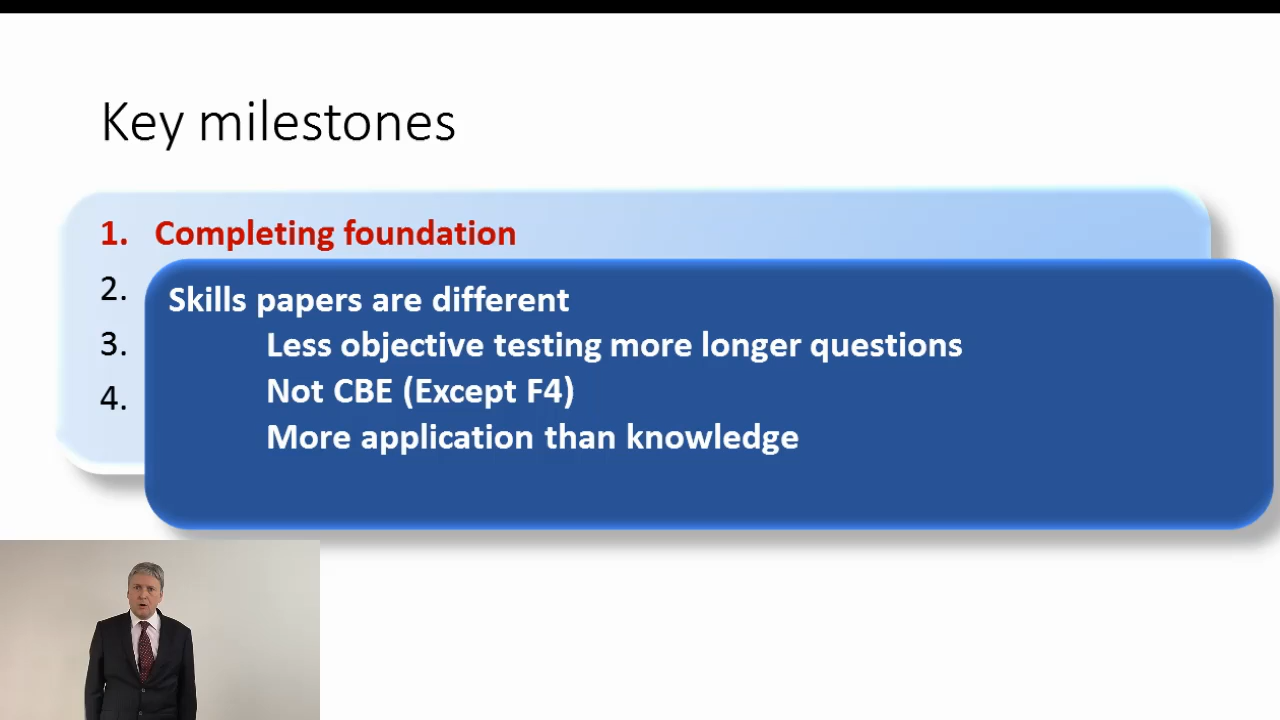 Key milestones
1. Completing foundation
2.
Skills papers are different
3.
Less objective testing more longer questions
Not CBE (Except F4)
4.
More application than knowledge